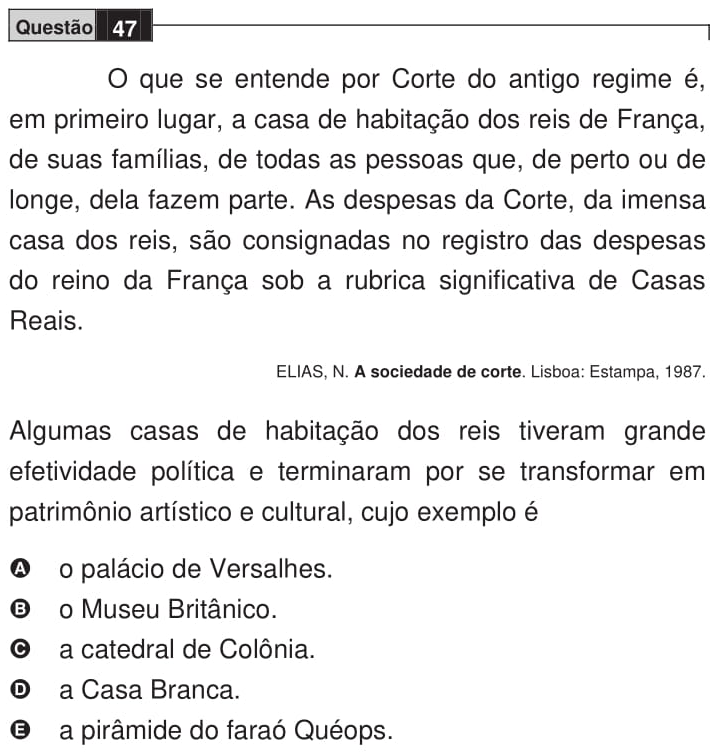 Questão 47
O que se entende por Corte do antigo regime é,
em primeiro lugar, a casa de habitação dos reis de França,
de suas famílias, de todas as pessoas que, de perto ou de
longe, dela fazem parte. As despesas da Corte, da imensa
casa dos reis, são consignadas no registro das despesas
do reino da França sob a rubrica significativa de Casas
Reais.
ELIAS, N. A sociedade de corte. Lisboa: Estampa, 1987.
Algumas casas de habitação dos reis tiveram grande
efetividade política e terminaram por se transformar em
patrimônio artístico e cultural, cujo exemplo é
A o palácio de Versalhes.
B o Museu Britânico.
C a catedral de Colônia.
D a Casa Branca.
E a pirâmide do faraó Quéops.